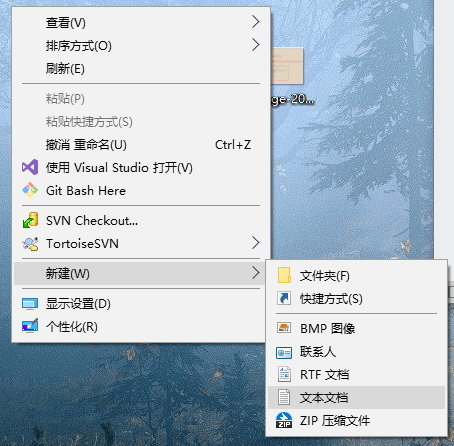 查看(V)
排序方式(O)
刷新(E)
粘贴(P)
粘贴快捷方式(S)
撤消 重命名(U) Ctrl+Z
使用 Visual Studio 打开(V)
Git Bash Here
SVN Checkout...
TortoiseSVN
新建(W)
显示设置(D)
个性化(R)
ge-20...
文件夹(F)
快捷方式(S)
BMP 图像
联系人
RTF 文档
文本文档
ZIP 压缩文件